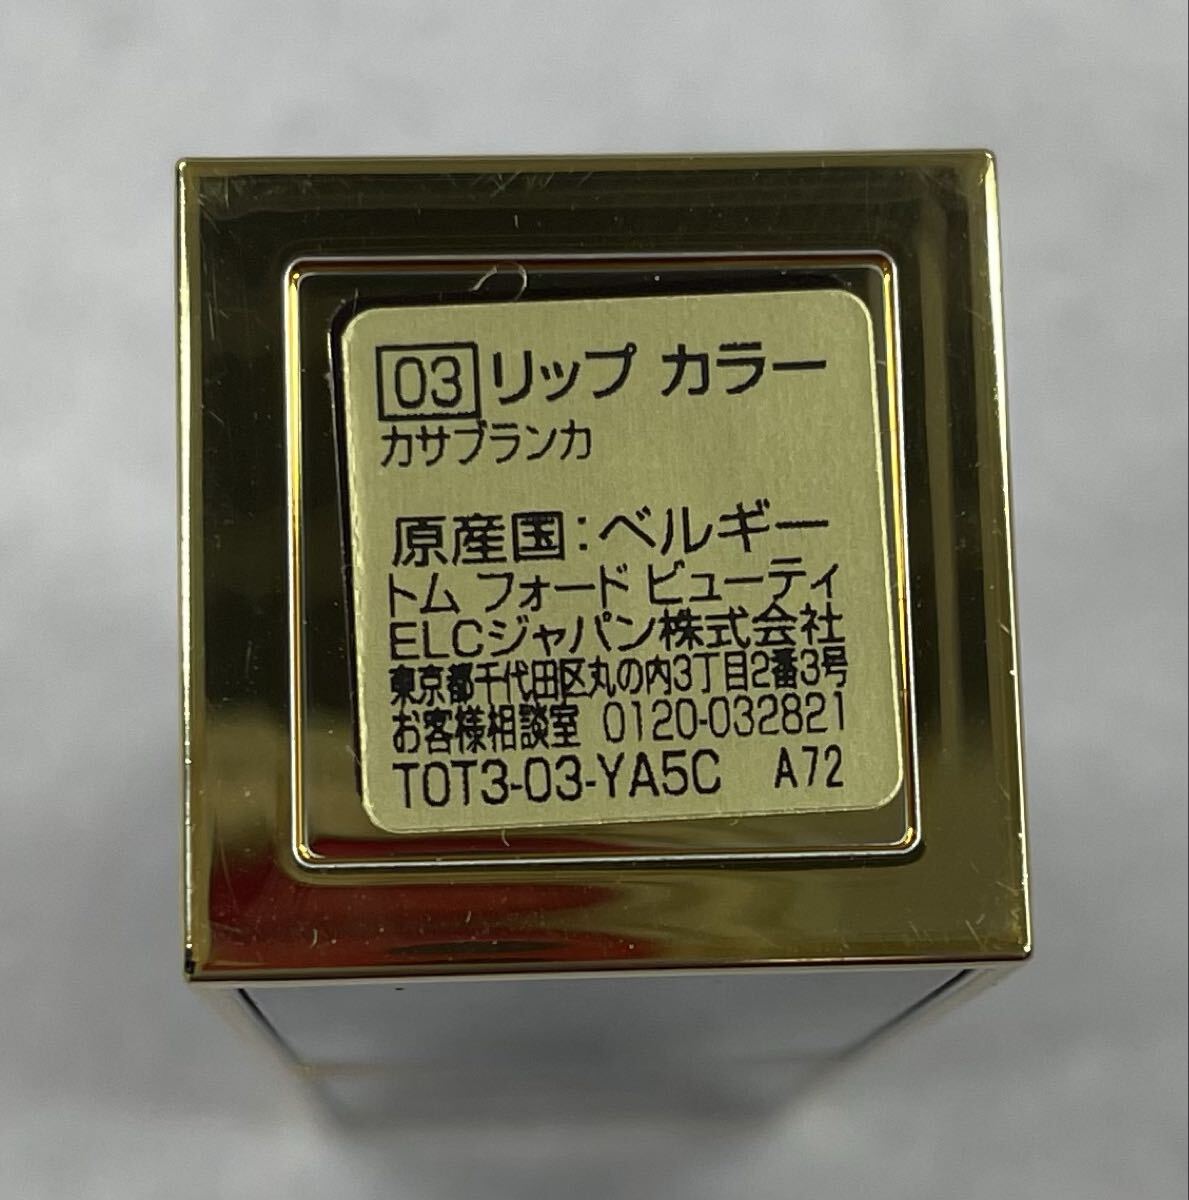 03 リップ カラー
カサブランカ
原産国:ベルギー
トム フォード ビューティ
ELCジャパン株式会社
東京都千代田区丸の内3丁目2番3号
お客様相談室 0120-032821
T0T3-03-YA5C A72